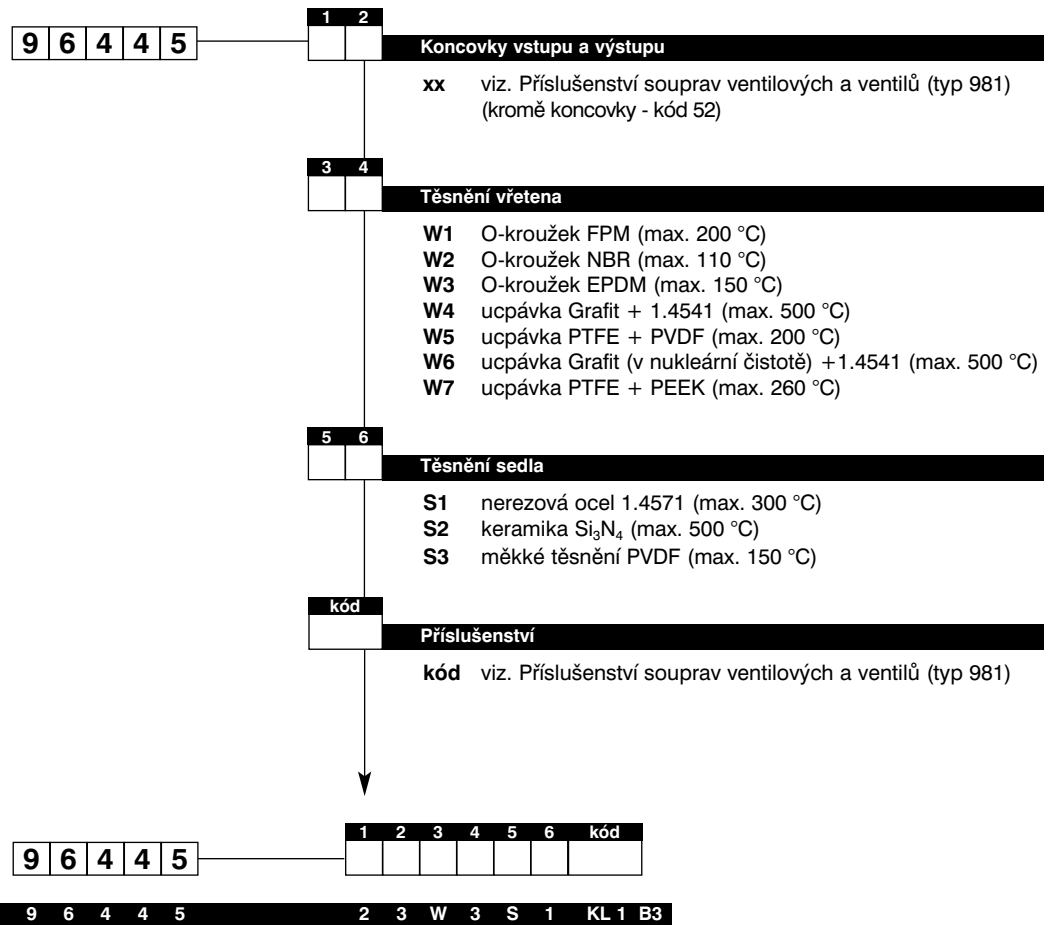 1 2
9 6 4 4 5
Koncovky vstupu a výstupu
xx viz. Příslušenství souprav ventilových a ventilů (typ 981)
(kromě koncovky - kód 52)
3 4
Těsnění vřetena
W1 O-kroužek FPM (max. 200 °C)
W2 O-kroužek NBR (max. 110 °C)
W3 O-kroužek EPDM (max. 150 °C)
W4 ucpávka Grafit + 1.4541 (max. 500 °C)
W5 ucpávka PTFE + PVDF (max. 200 °C)
W6 ucpávka Grafit (v nukleární čistotě) +1.4541 (max. 500 °C)
W7 ucpávka PTFE + PEEK (max. 260 °C)
5 6
Těsnění sedla
S1 nerezová ocel 1.4571 (max. 300 °C)
S2 keramika Si₃N₄ (max. 500 °C)
S3 měkké těsnění PVDF (max. 150 °C)
kód
Příslušenství
kód viz. Příslušenství souprav ventilových a ventilů (typ 981)
1 2 3 4 5 6 kód
9 6 4 4 5
9 6 4 4 5 2 3 W 3 S 1 KL 1 B3